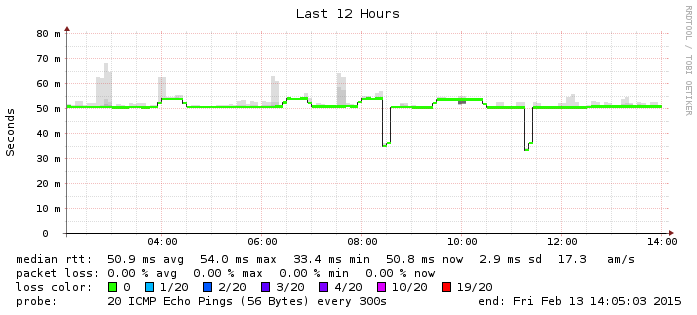 Last 12 Hours
RRDTOOL / TOBI OETIKER
Seconds
80 m
70 m
60 m
50 m
40 m
30 m
20 m
10 m
0
04:00 06:00 08:00 10:00 12:00 14:00
median rtt: 50.9 ms avg 54.0 ms max 33.4 ms min 50.8 ms now 2.9 ms sd 17.3 am/s
packet loss: 0.00 % avg 0.00 % max 0.00 % min 0.00 % now
loss color: 0 1/20 2/20 3/20 4/20 10/20 19/20
probe: 20 ICMP Echo Pings (56 Bytes) every 300s end: Fri Feb 13 14:05:03 2015